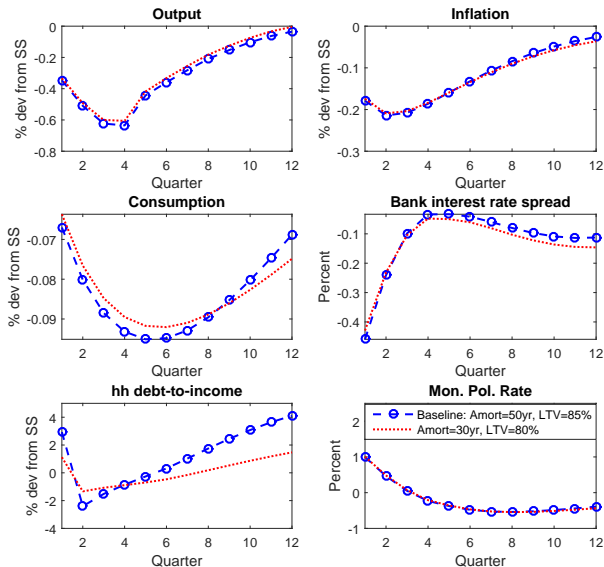 Output
% dev from SS
0
-0.2
-0.4
-0.6
-0.8
2 4 6 8 10 12
Quarter
Inflation
% dev from SS
0
-0.1
-0.2
-0.3
2 4 6 8 10 12
Quarter
Consumption
% dev from SS
-0.07
-0.08
-0.09
2 4 6 8 10 12
Quarter
Bank interest rate spread
Percent
-0.1
-0.2
-0.3
-0.4
2 4 6 8 10 12
Quarter
hh debt-to-income
% dev from SS
4
2
0
-2
-4
2 4 6 8 10 12
Quarter
Mon. Pol. Rate
Percent
2
1
0
-1
Baseline: Amort=50yr, LTV=85%
Amort=30yr, LTV=80%
2 4 6 8 10 12
Quarter